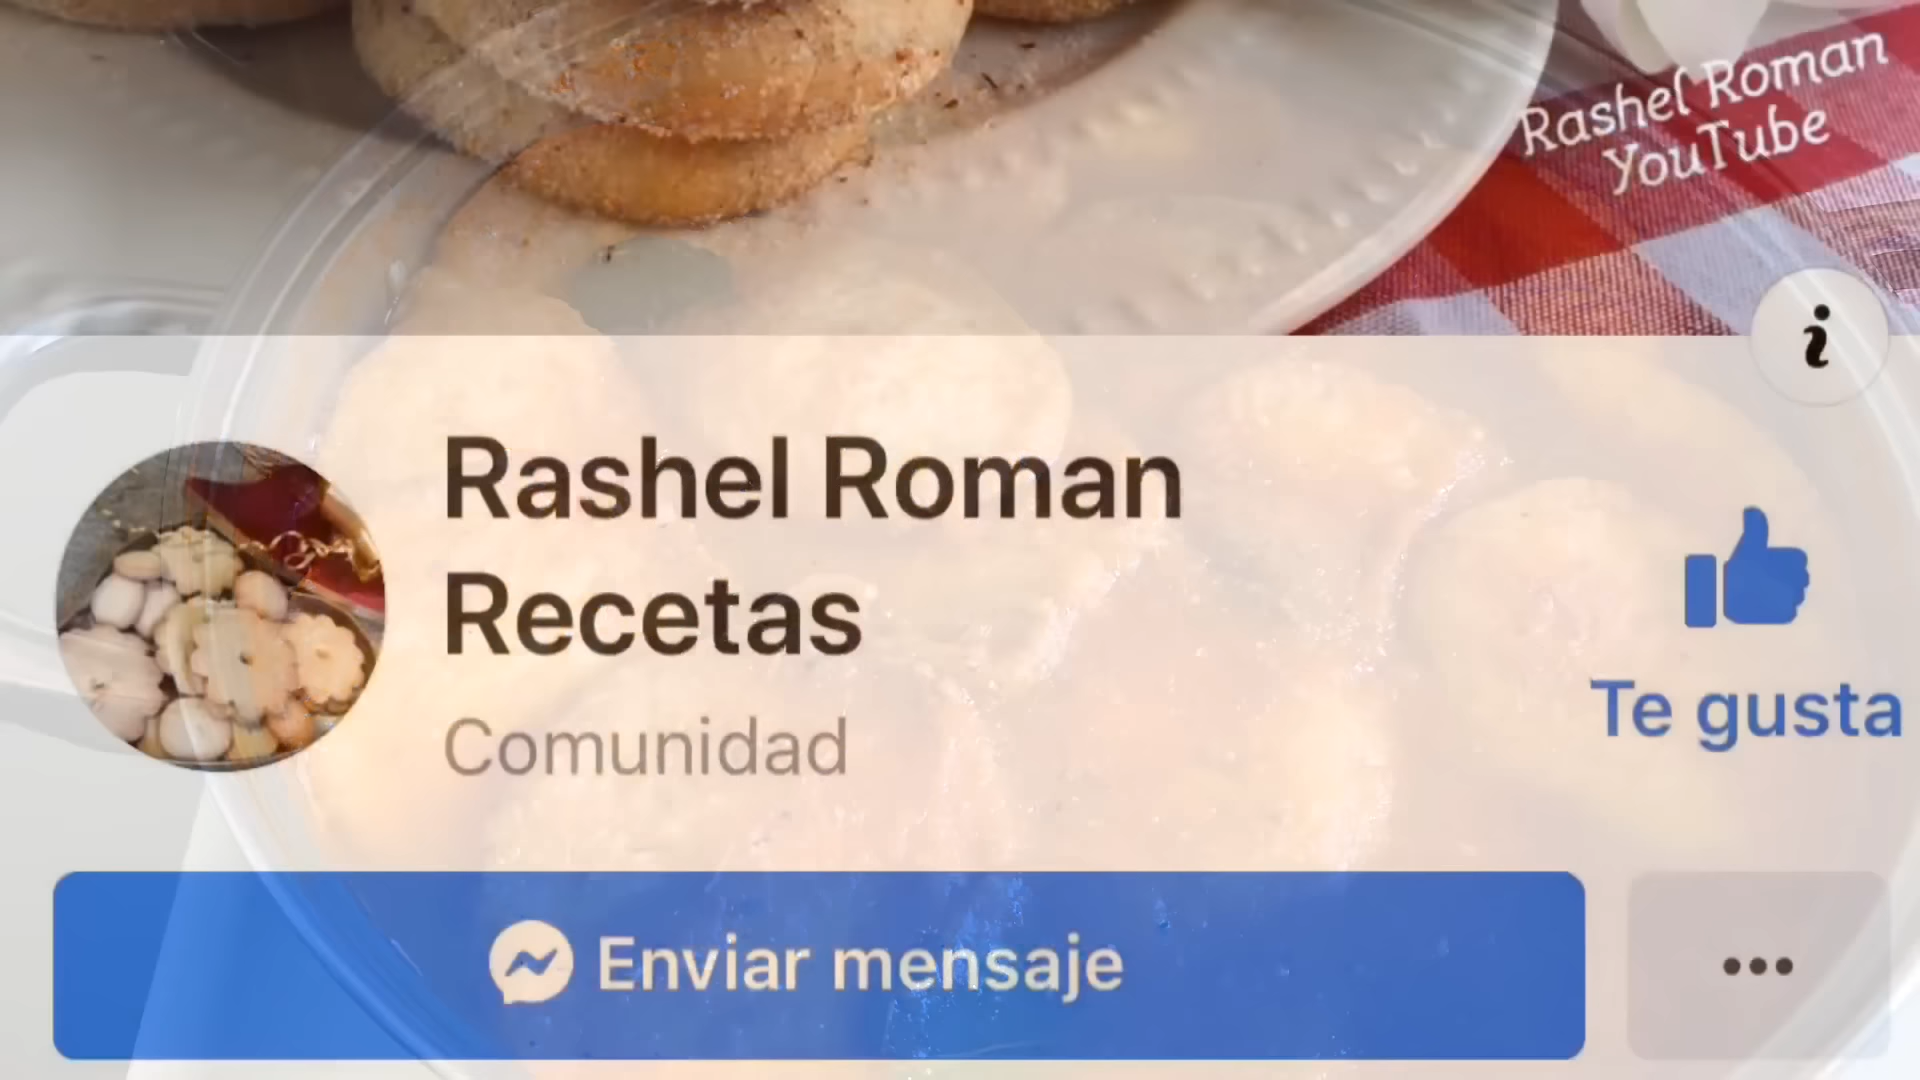 Rashel Roman
YouTube
i
Rashel Roman
Recetas
Comunidad
Te gusta
Enviar mensaje